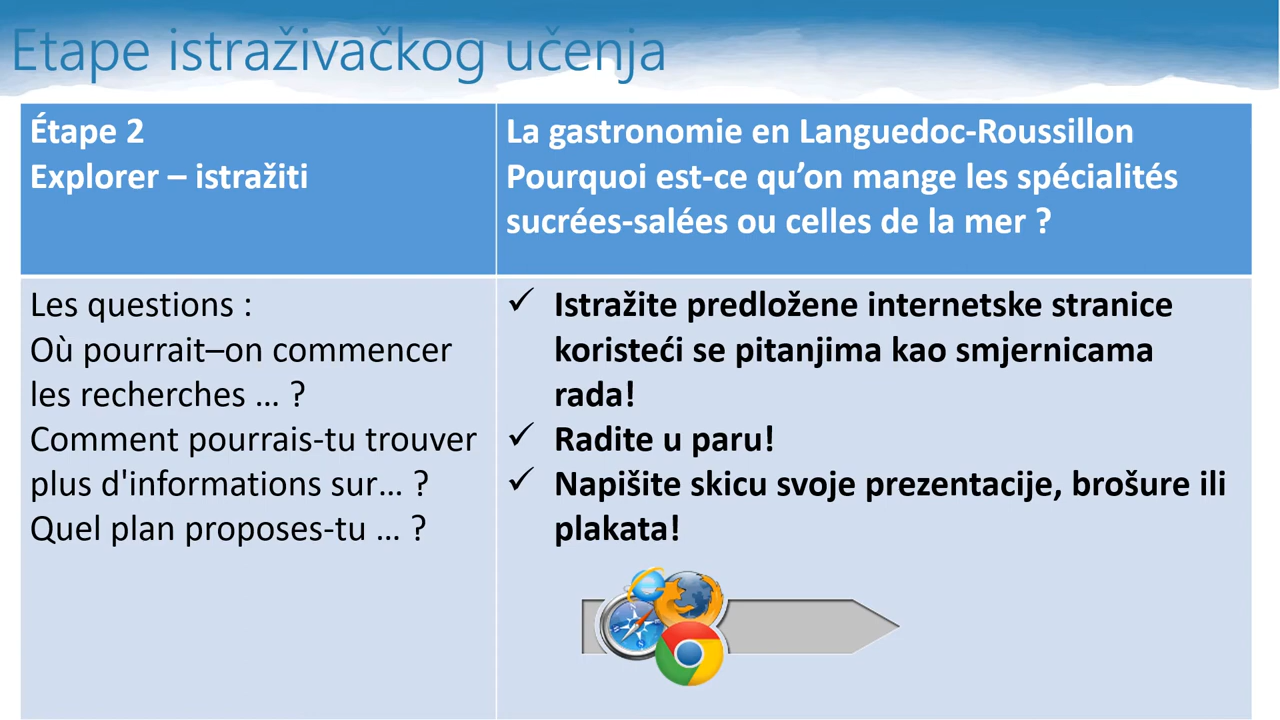 Etape istraživačkog učenja
Étape 2
Explorer – istražiti
La gastronomie en Languedoc-Roussillon
Pourquoi est-ce qu’on mange les spécialités
sucrées-salées ou celles de la mer ?
Les questions :
Où pourrait–on commencer
les recherches … ?
Comment pourrais-tu trouver
plus d'informations sur… ?
Quel plan proposes-tu … ?
✓ Istražite predložene internetske stranice
koristeći se pitanjima kao smjernicama
rada!
✓ Radite u paru!
✓ Napišite skicu svoje prezentacije, brošure ili
plakata!